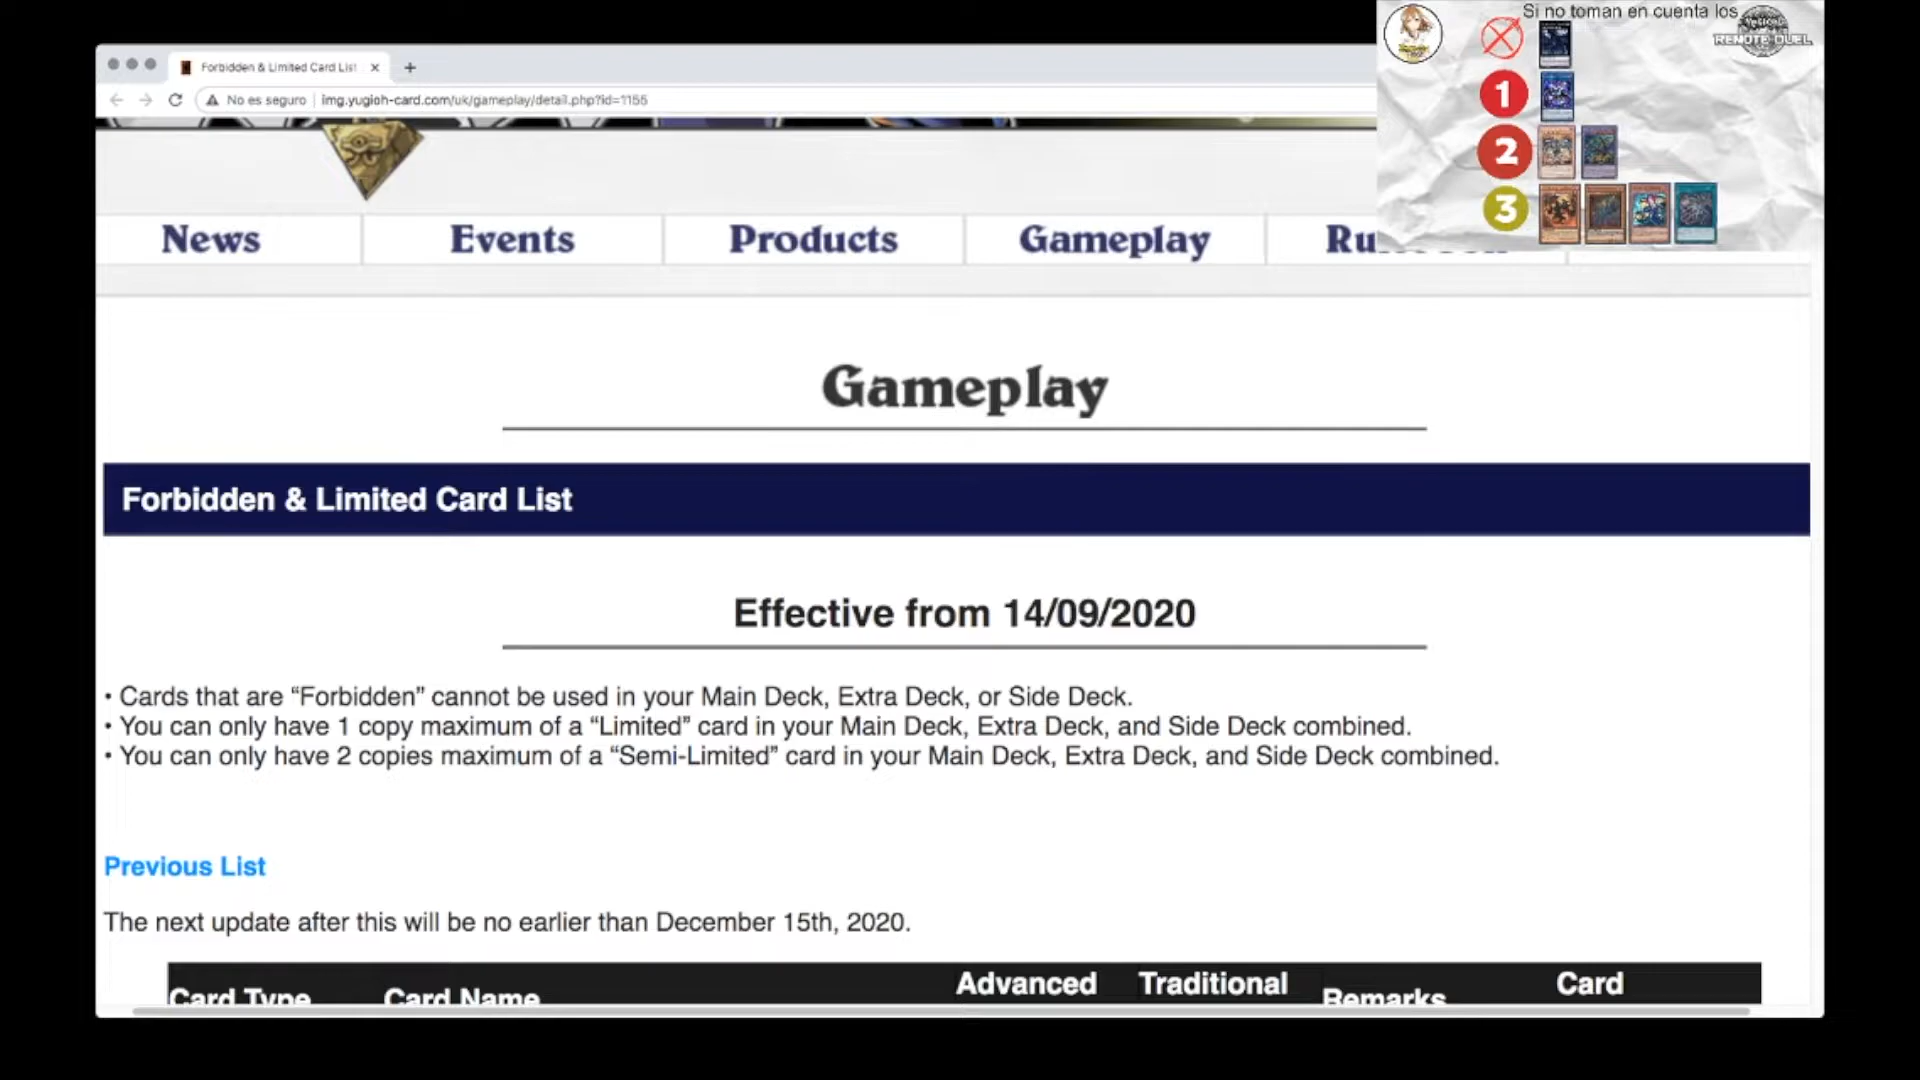 Si no toman en cuenta los
REMOTE DUEL
Forbidden & Limited Card List
No es seguro
img.yugioh-card.com/uk/gameplay/detail.php?id=1155
1
2
3
News
Events
Products
Gameplay
Ru
Gameplay
Forbidden & Limited Card List
Effective from 14/09/2020
• Cards that are “Forbidden” cannot be used in your Main Deck, Extra Deck, or Side Deck.
• You can only have 1 copy maximum of a “Limited” card in your Main Deck, Extra Deck, and Side Deck combined.
• You can only have 2 copies maximum of a “Semi-Limited” card in your Main Deck, Extra Deck, and Side Deck combined.
Previous List
The next update after this will be no earlier than December 15th, 2020.
Card Type
Card Name
Advanced
Traditional
Remarks
Card